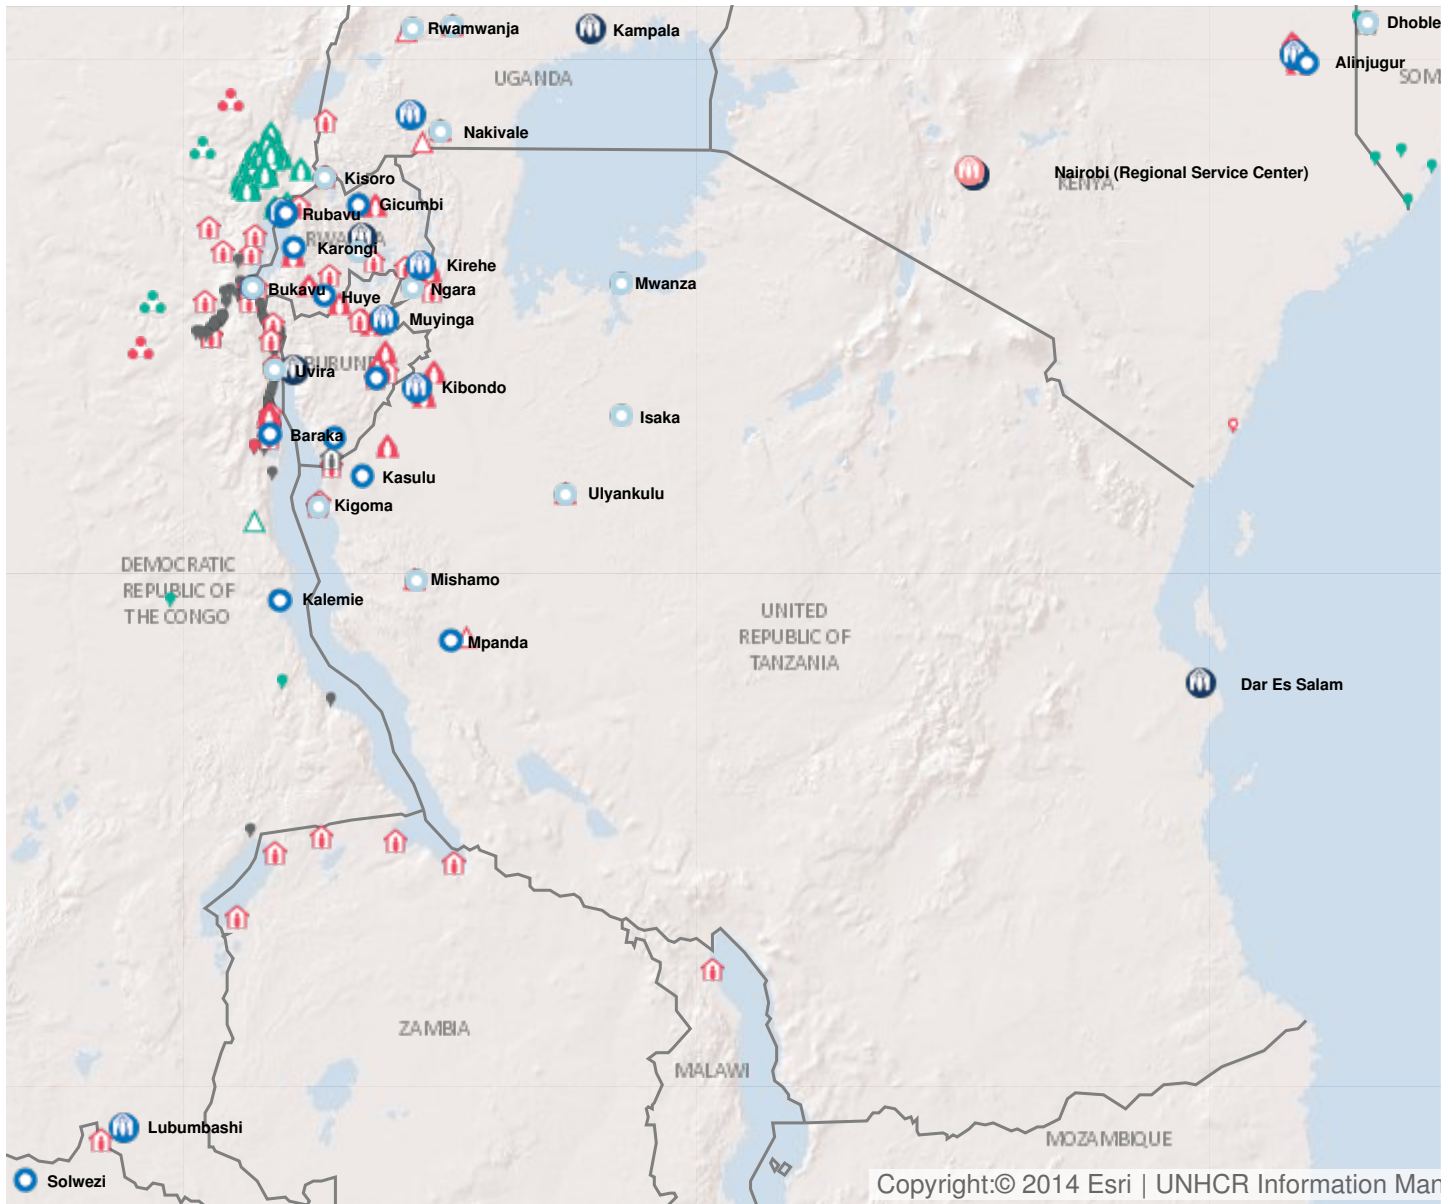 Rwamwanja
Kampala
Dhoble
Alinjugur
UGANDA
SOM
Nakivale
Nairobi (Regional Service Center)
KENYA
Kisoro
Gicumbi
Rubavu
Karongi
Kirehe
Bukavu
Huye
Ngara
Mwanza
Muyinga
Uvira
BURUND
Kibondo
Isaka
Baraka
Kasulu
Ulyankulu
Kigoma
DEMOCRATIC
REPUBLIC OF
THE CONGO
Mishamo
Kalemie
UNITED
REPUBLIC OF
TANZANIA
Mpanda
Dar Es Salam
ZAMBIA
MALAWI
Lubumbashi
MOZAMBIQUE
Solwezi
Copyright:© 2014 Esri | UNHCR Information Man